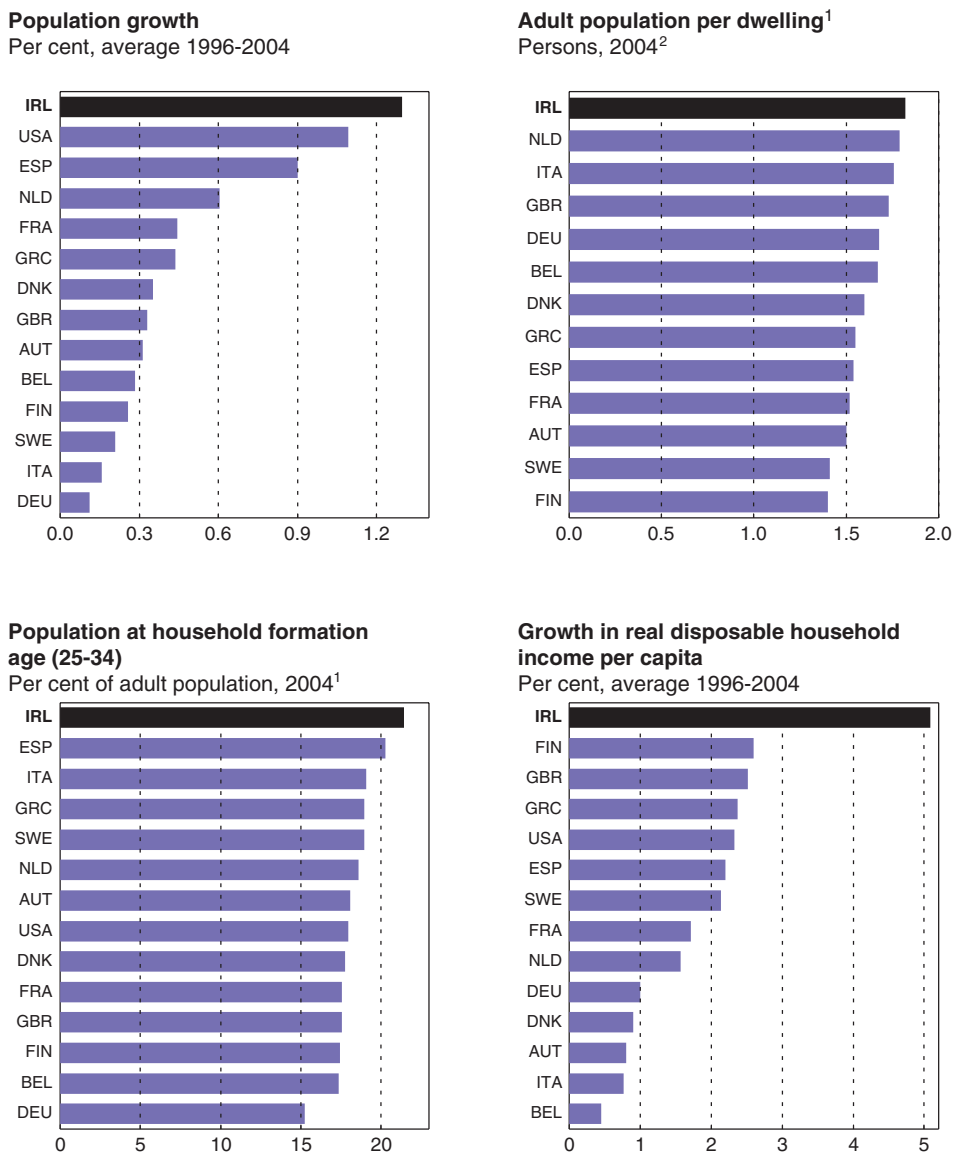 Population growth
Per cent, average 1996-2004
IRL
USA
ESP
NLD
FRA
GRC
DNK
GBR
AUT
BEL
FIN
SWE
ITA
DEU
0.0 0.3 0.6 0.9 1.2
Adult population per dwelling¹
Persons, 2004²
IRL
NLD
ITA
GBR
DEU
BEL
DNK
GRC
ESP
FRA
AUT
SWE
FIN
0.0 0.5 1.0 1.5 2.0
Population at household formation
age (25-34)
Per cent of adult population, 2004¹
IRL
ESP
ITA
GRC
SWE
NLD
AUT
USA
DNK
FRA
GBR
FIN
BEL
DEU
0 5 10 15 20
Growth in real disposable household
income per capita
Per cent, average 1996-2004
IRL
FIN
GBR
GRC
USA
ESP
SWE
FRA
NLD
DEU
DNK
AUT
ITA
BEL
0 1 2 3 4 5